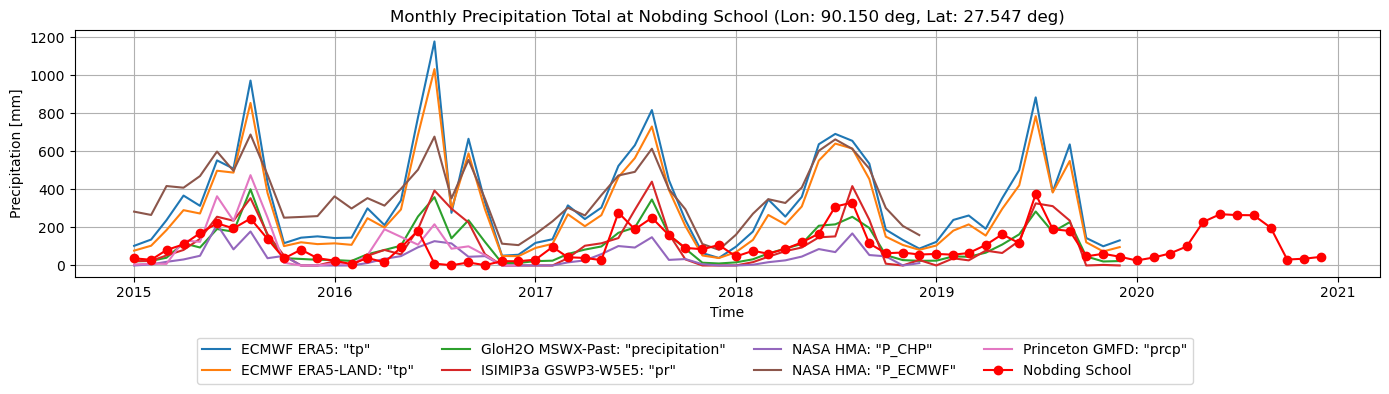 Monthly Precipitation Total at Nobding School (Lon: 90.150 deg, Lat: 27.547 deg)
Precipitation [mm]
1200
1000
800
600
400
200
0
2015 2016 2017 2018 2019 2020 2021
Time
ECMWF ERA5: "tp" GloH2O MSWX-Past: "precipitation" NASA HMA: "P_CHP" Princeton GMFD: "prcp"
ECMWF ERA5-LAND: "tp" ISIMIP3a GSWP3-W5E5: "pr" NASA HMA: "P_ECMWF" Nobding School